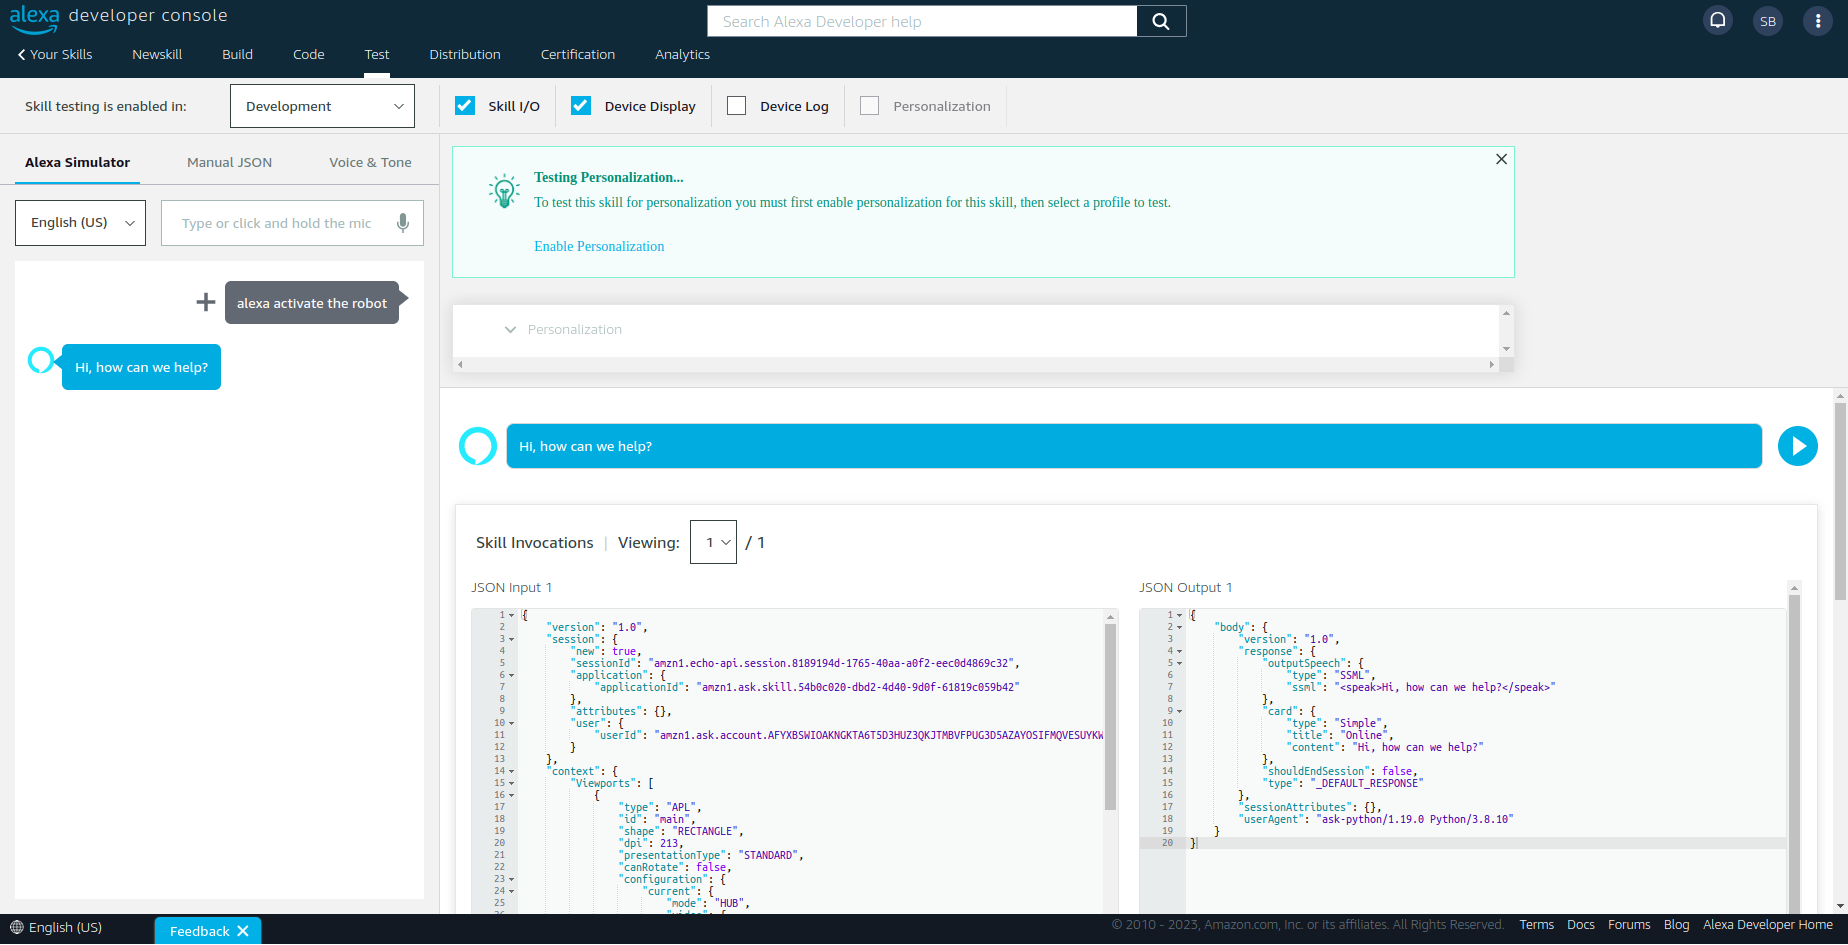 alexa developer console
Search Alexa Developer help
SB
Your Skills Newskill Build Code Test Distribution Certification Analytics
Skill testing is enabled in: Development Skill I/O Device Display Device Log Personalization
Alexa Simulator Manual JSON Voice & Tone
English (US) Type or click and hold the mic
alexa activate the robot
Hi, how can we help?
Testing Personalization...
To test this skill for personalization you must first enable personalization for this skill, then select a profile to test.
Enable Personalization
Personalization
Hi, how can we help?
Skill Invocations | Viewing: 1 / 1
JSON Input 1
1 {
2 "version": "1.0",
3 "session": {
4 "new": true,
5 "sessionId": "amzn1.echo-api.session.8189194d-1765-40aa-a0f2-eec0d4869c32",
6 "application": {
7 "applicationId": "amzn1.ask.skill.54b0c020-dbd2-4d40-9d0f-61819c059b42"
8 },
9 "attributes": {},
10 "user": {
11 "userId": "amzn1.ask.account.AFYXBSWIOAKNGKTA6T5D3HUZ3QKJTMBVFPUG3D5AZAYOSIFMQVESUYKW
12 }
13 },
14 "context": {
15 "Viewports": [
16 {
17 "type": "APL",
18 "id": "main",
19 "shape": "RECTANGLE",
20 "dpi": 213,
21 "presentationType": "STANDARD",
22 "canRotate": false,
23 "configuration": {
24 "current": {
25 "mode": "HUB",
JSON Output 1
1 {
2 "body": {
3 "version": "1.0",
4 "response": {
5 "outputSpeech": {
6 "type": "SSML",
7 "ssml": "<speak>Hi, how can we help?</speak>"
8 },
9 "card": {
10 "type": "Simple",
11 "title": "Online",
12 "content": "Hi, how can we help?"
13 },
14 "shouldEndSession": false,
15 "type": "_DEFAULT_RESPONSE"
16 },
17 "sessionAttributes": {},
18 "userAgent": "ask-python/1.19.0 Python/3.8.10"
19 }
20 }
English (US) Feedback
© 2010 - 2023, Amazon.com, Inc. or its affiliates. All Rights Reserved. Terms Docs Forums Blog Alexa Developer Home